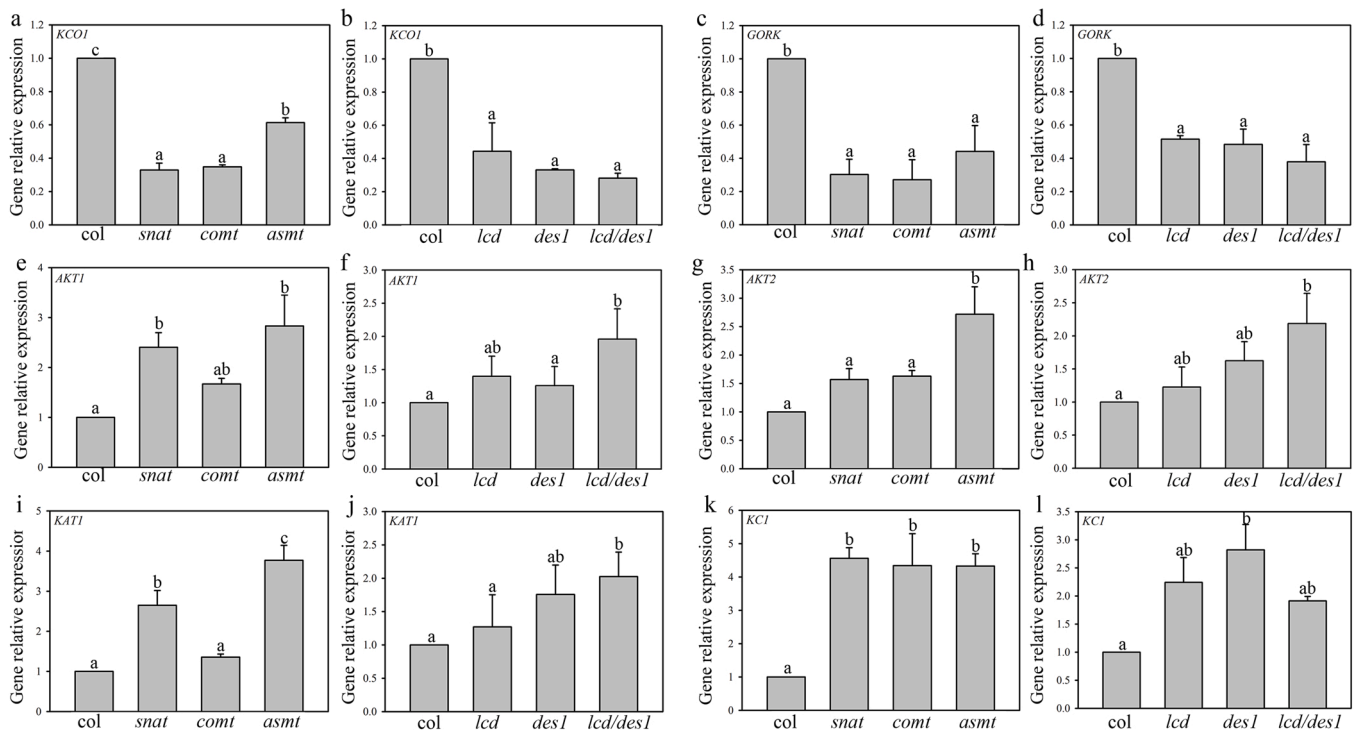 a
KCO1
Gene relative expression
1.2
1.0
0.8
0.6
0.4
0.2
0.0
c
a
a
b
col snat comt asmt
b
KCO1
Gene relative expression
1.2
1.0
0.8
0.6
0.4
0.2
0.0
b
a
a
a
col lcd des1 lcd/des1
c
GORK
Gene relative expression
1.2
1.0
0.8
0.6
0.4
0.2
0.0
b
a
a
a
col snat comt asmt
d
GORK
Gene relative expression
1.2
1.0
0.8
0.6
0.4
0.2
0.0
b
a
a
a
col lcd des1 lcd/des1
e
AKT1
Gene relative expression
4
3
2
1
0
a
b
ab
b
col snat comt asmt
f
AKT1
Gene relative expression
3.0
2.5
2.0
1.5
1.0
0.5
0.0
a
ab
a
b
col lcd des1 lcd/des1
g
AKT2
Gene relative expression
3.5
3.0
2.5
2.0
1.5
1.0
0.5
0.0
a
a
a
b
col snat comt asmt
h
AKT2
Gene relative expression
3.0
2.5
2.0
1.5
1.0
0.5
0.0
a
ab
ab
b
col lcd des1 lcd/des1
i
KAT1
Gene relative expression
5
4
3
2
1
0
a
b
a
c
col snat comt asmt
j
KAT1
Gene relative expression
3.0
2.5
2.0
1.5
1.0
0.5
0.0
a
a
ab
b
col lcd des1 lcd/des1
k
KC1
Gene relative expression
6
5
4
3
2
1
0
a
b
b
b
col snat comt asmt
l
KC1
Gene relative expression
3.5
3.0
2.5
2.0
1.5
1.0
0.5
0.0
a
ab
b
ab
col lcd des1 lcd/des1